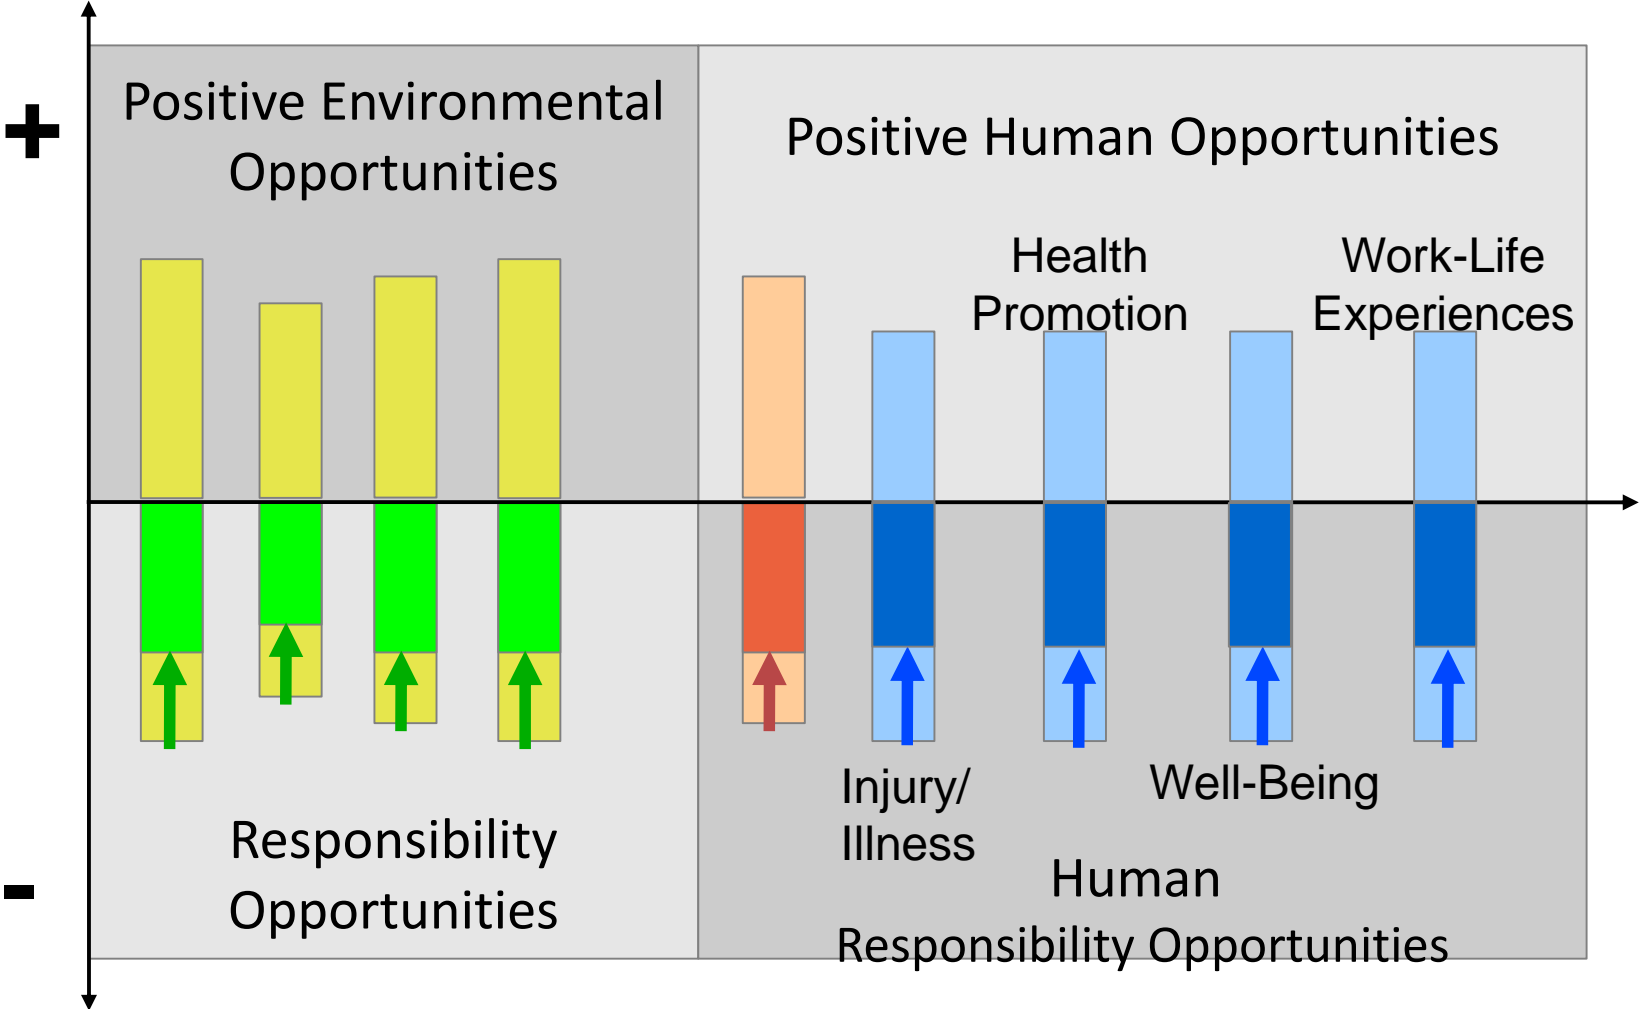 +
Positive Environmental
Opportunities
Positive Human Opportunities
Health
Promotion
Work-Life
Experiences
Injury/
Illness
Well-Being
Responsibility
Opportunities
Human
Responsibility Opportunities
-